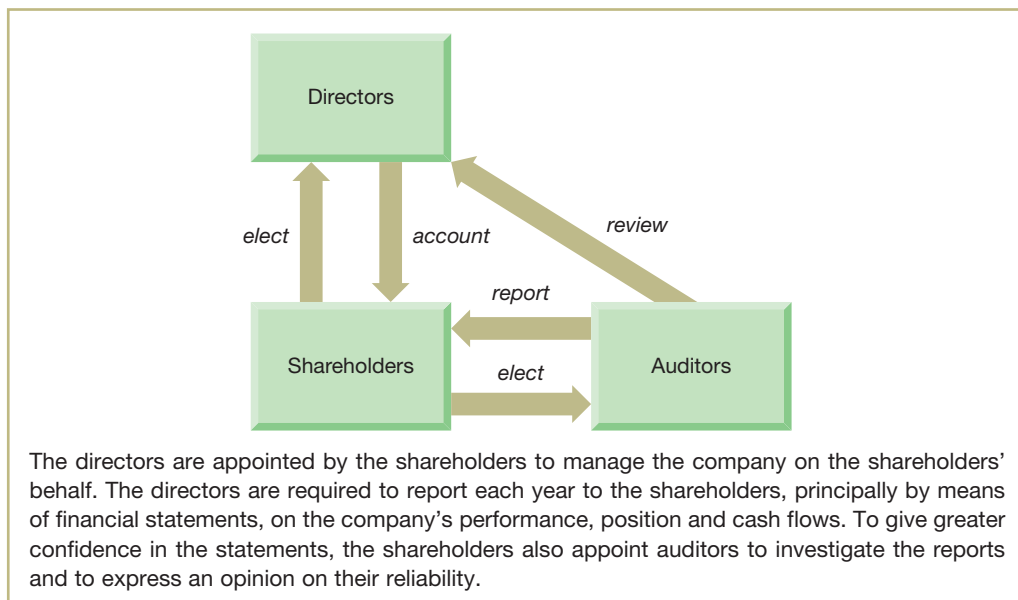 Directors
elect
account
review
report
Shareholders
Auditors
elect
The directors are appointed by the shareholders to manage the company on the shareholders’
behalf. The directors are required to report each year to the shareholders, principally by means
of financial statements, on the company’s performance, position and cash flows. To give greater
confidence in the statements, the shareholders also appoint auditors to investigate the reports
and to express an opinion on their reliability.